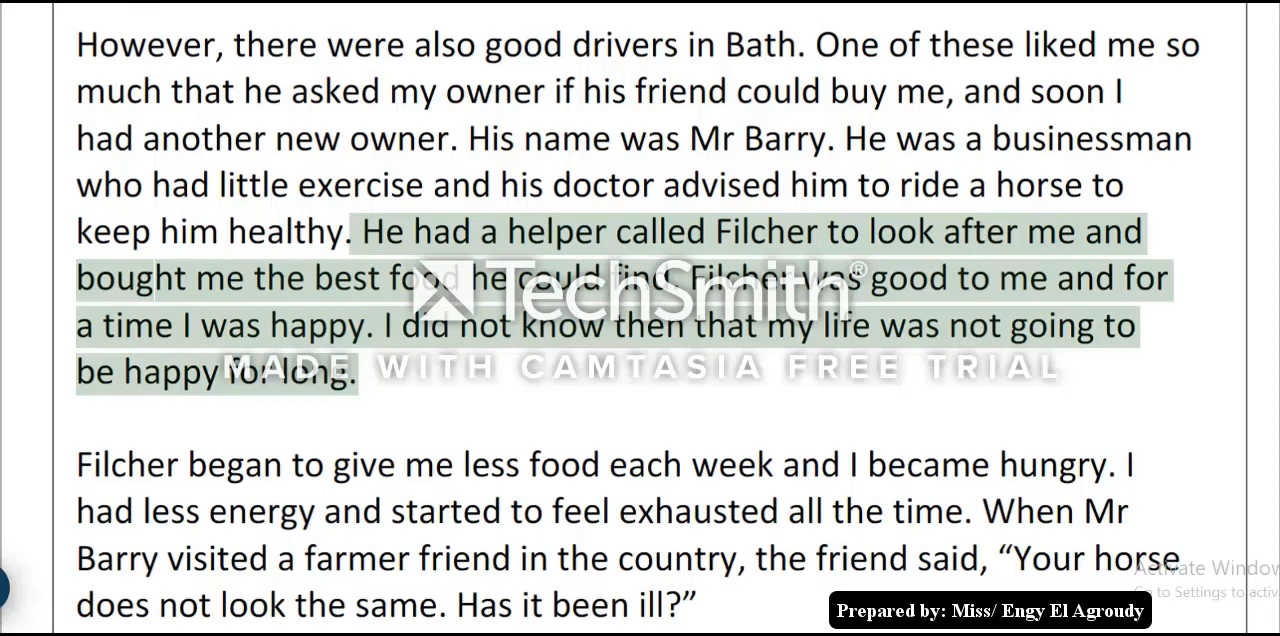 However, there were also good drivers in Bath. One of these liked me so
much that he asked my owner if his friend could buy me, and soon I
had another new owner. His name was Mr Barry. He was a businessman
who had little exercise and his doctor advised him to ride a horse to
keep him healthy. He had a helper called Filcher to look after me and
bought me the best food he could find. Filcher was good to me and for
a time I was happy. I did not know then that my life was not going to
be happy for long.
TechSmith®
MADE WITH CAMTASIA FREE TRIAL
Filcher began to give me less food each week and I became hungry. I
had less energy and started to feel exhausted all the time. When Mr
Barry visited a farmer friend in the country, the friend said, “Your horse
does not look the same. Has it been ill?”
Activate Window
Go to Settings to activ
Prepared by: Miss/ Engy El Agroudy